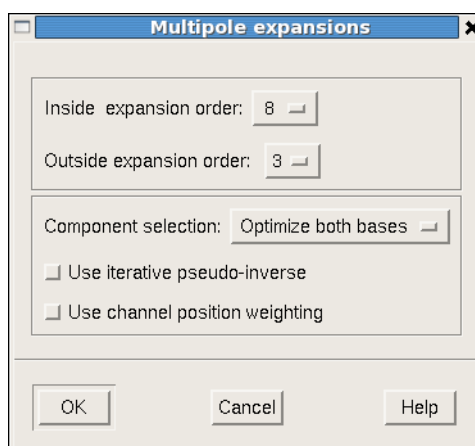 Multipole expansions
Inside expansion order: 8
Outside expansion order: 3
Component selection: Optimize both bases
Use iterative pseudo-inverse
Use channel position weighting
OK Cancel Help